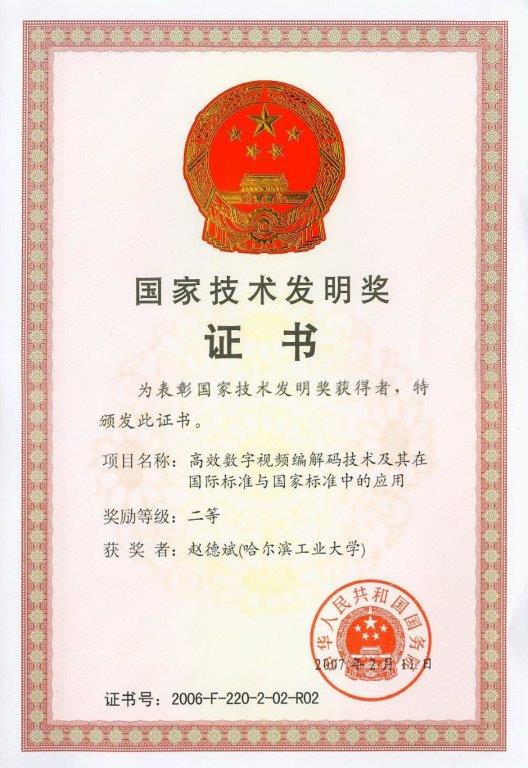 国家技术发明奖
证书
为表彰国家技术发明奖获得者，特
颁发此证书。
项目名称：高效数字视频编解码技术及其在
国际标准与国家标准中的应用
奖励等级：二等
获奖者：赵德斌(哈尔滨工业大学)
中华人民共和国国务院
2007年2月11日
证书号：2006-F-220-2-02-R02